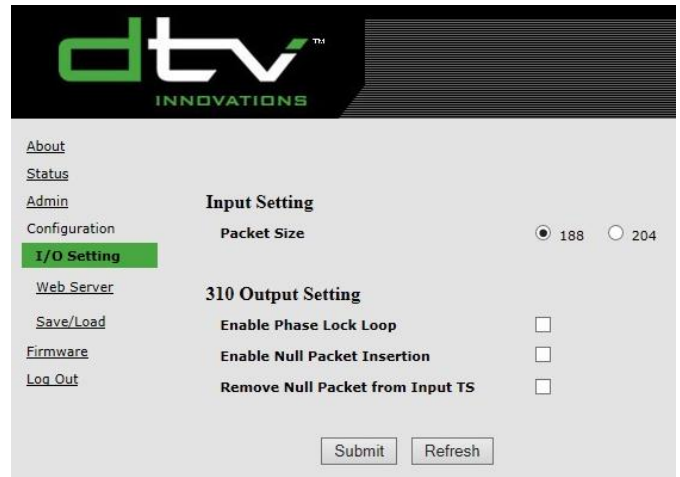 dtv TM
INNOVATIONS
About
Status
Admin
Configuration
I/O Setting
Web Server
Save/Load
Firmware
Log Out
Input Setting
Packet Size 188 204
310 Output Setting
Enable Phase Lock Loop
Enable Null Packet Insertion
Remove Null Packet from Input TS
Submit Refresh